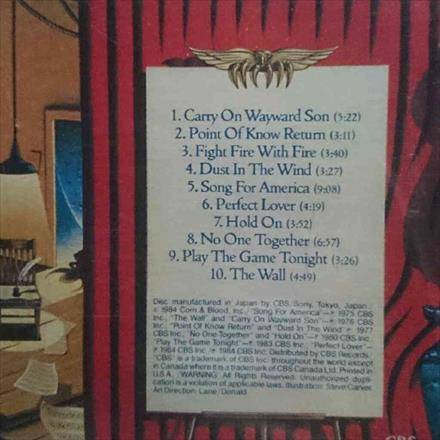 1. Carry On Wayward Son (5:22)
2. Point Of Know Return (3:11)
3. Fight Fire With Fire (3:40)
4. Dust In The Wind (3:27)
5. Song For America (9:08)
6. Perfect Lover (4:19)
7. Hold On (3:52)
8. No One Together (6:57)
9. Play The Game Tonight (3:26)
10. The Wall (4:49)
Disc manufactured in Japan by CBS/Sony, Tokyo, Japan /
© 1984 Corn & Blood, Inc./"Song For America"—℗ 1975 CBS
Inc., "The Wall" and "Carry On Wayward Son"—℗ 1976 CBS
Inc., "Point Of Know Return" and "Dust In The Wind"—℗ 1977
CBS Inc., "No One Together" and "Hold On"—℗ 1980 CBS Inc.,
"Play The Game Tonight"—℗ 1983 CBS Inc., "Perfect Lover"—
℗ 1984 CBS Inc. ℗ 1984 CBS Inc. Distributed by CBS Records.
"CBS" is a trademark of CBS Inc. throughout the world except
in Canada where it is a trademark of CBS Canada Ltd. Printed in
U.S.A. / WARNING: All Rights Reserved. Unauthorized dupli-
cation is a violation of applicable laws. Illustration: Steve Carver
Art Direction: Lane/Donald
CBS